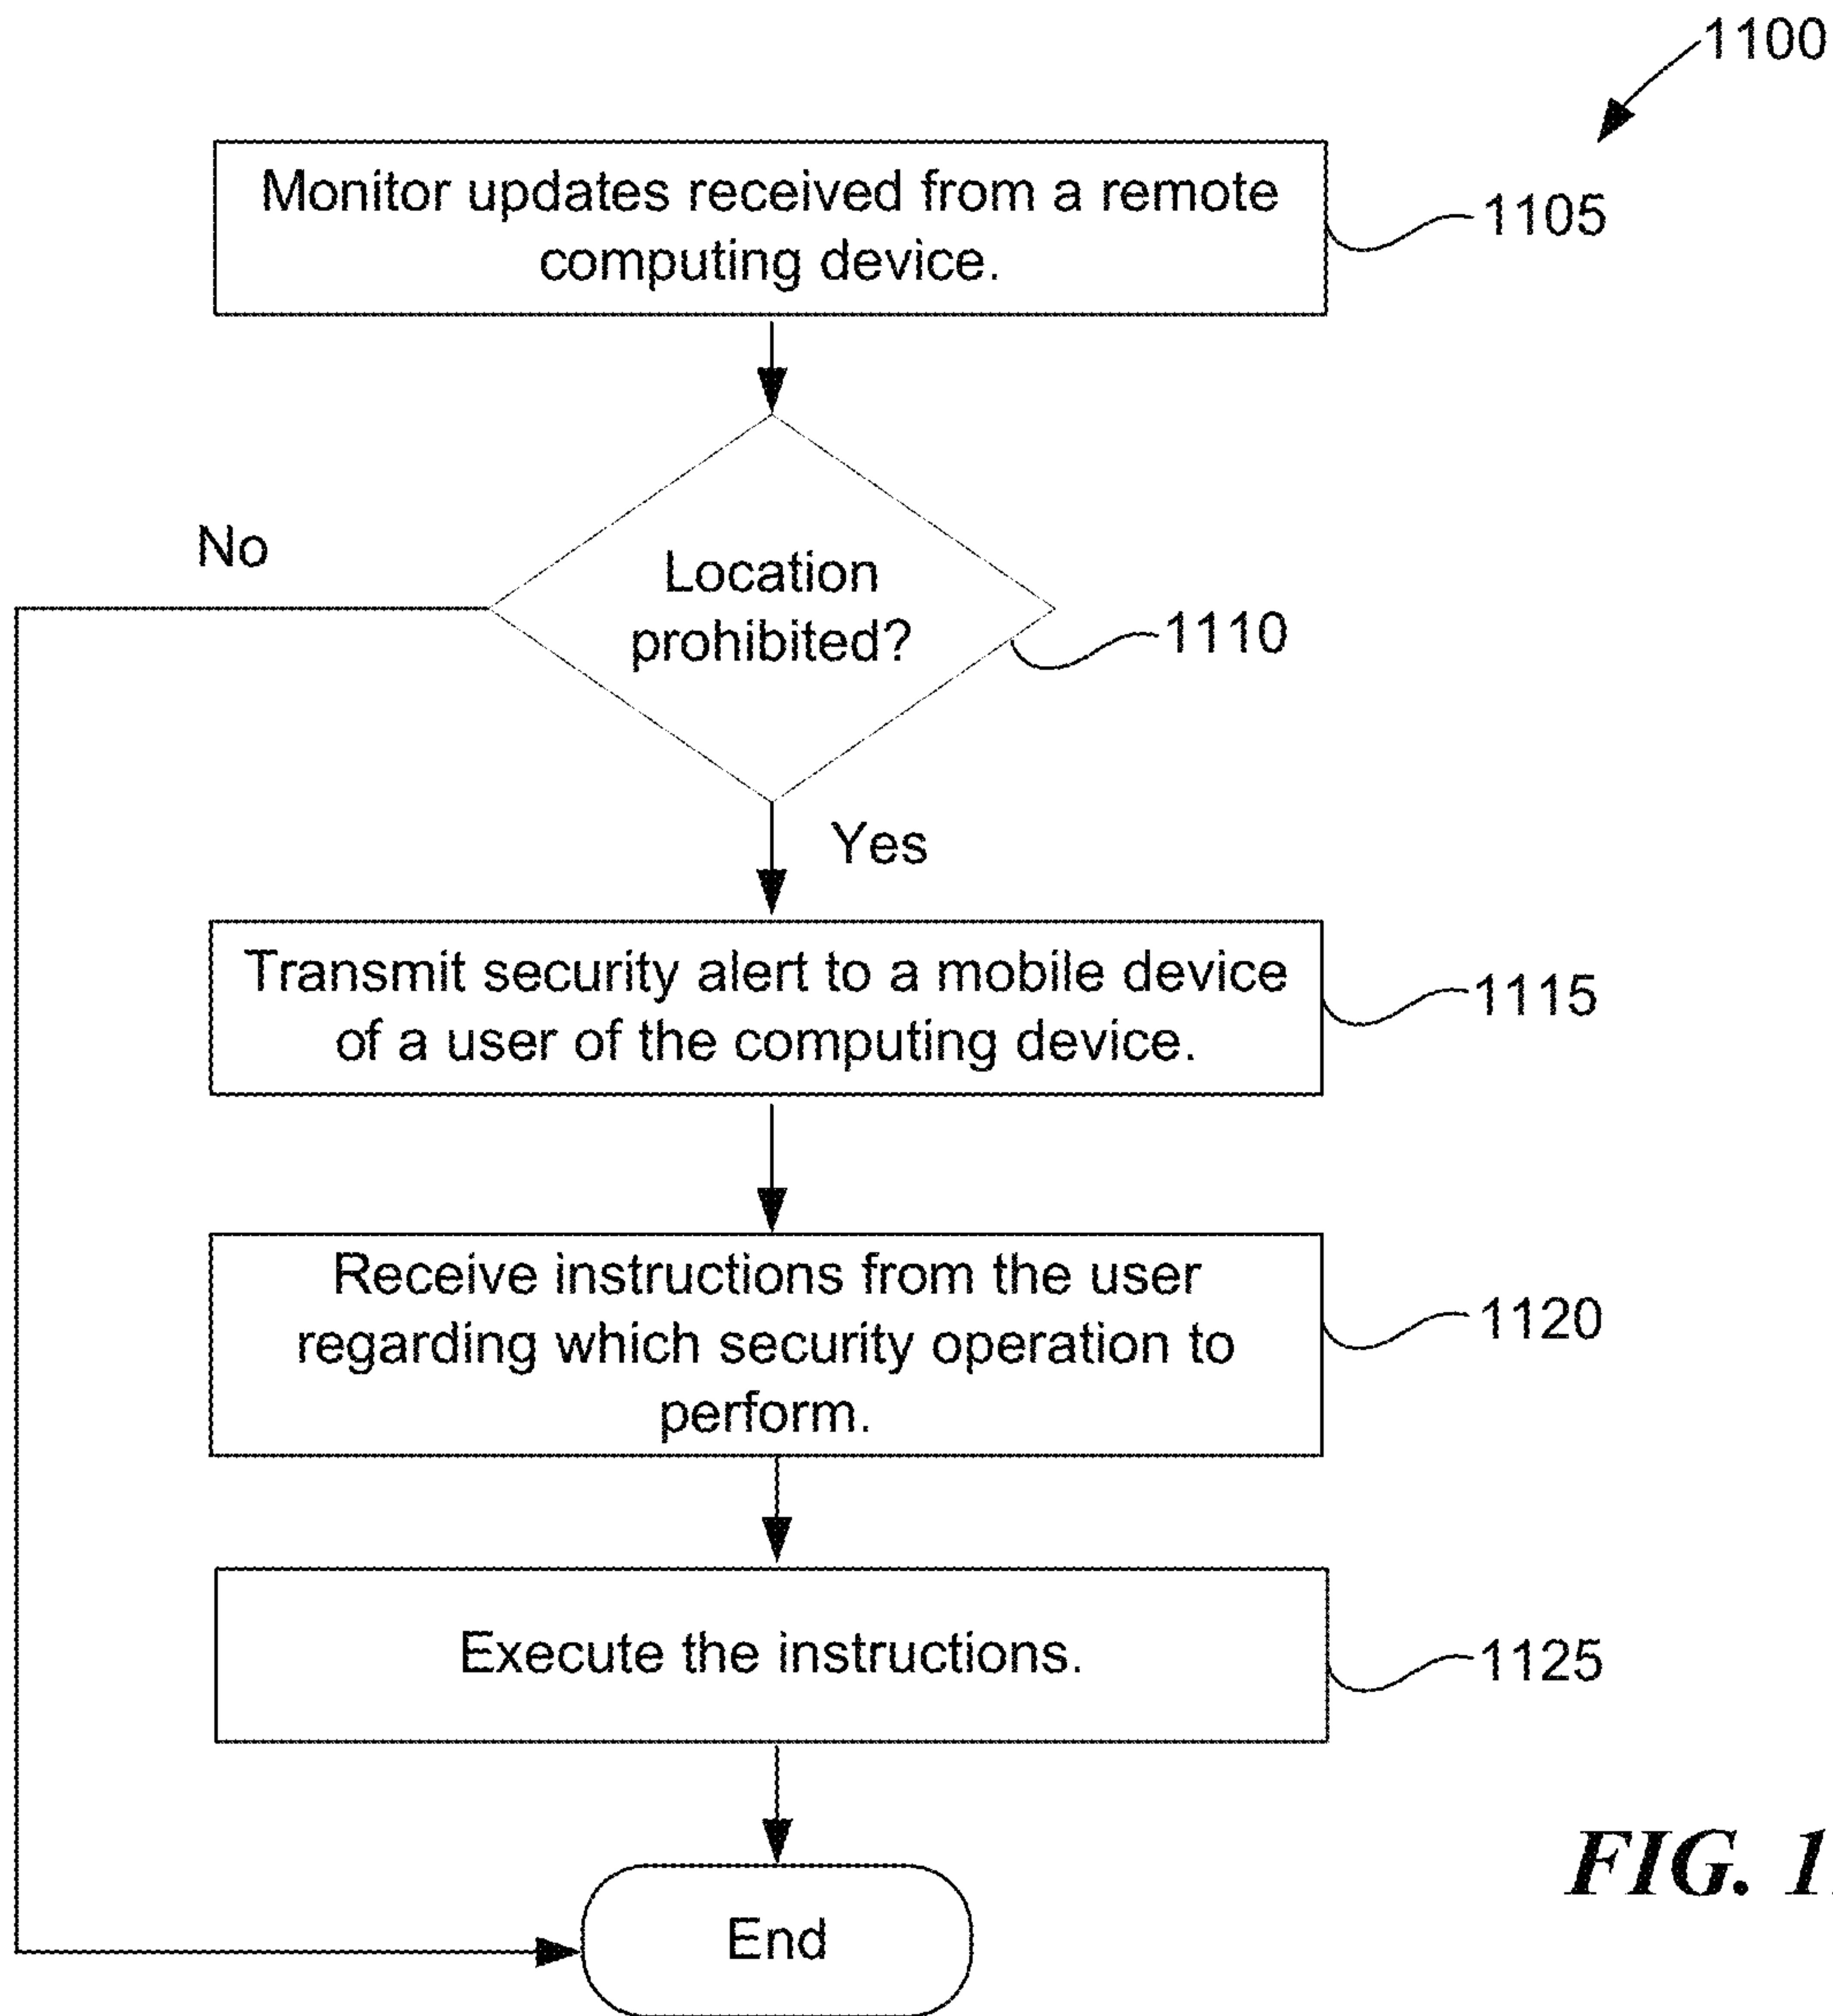 1100
Monitor updates received from a remote
computing device.
1105
No
Location
prohibited?
1110
Yes
Transmit security alert to a mobile device
of a user of the computing device.
1115
Receive instructions from the user
regarding which security operation to
perform.
1120
Execute the instructions.
1125
End
FIG.